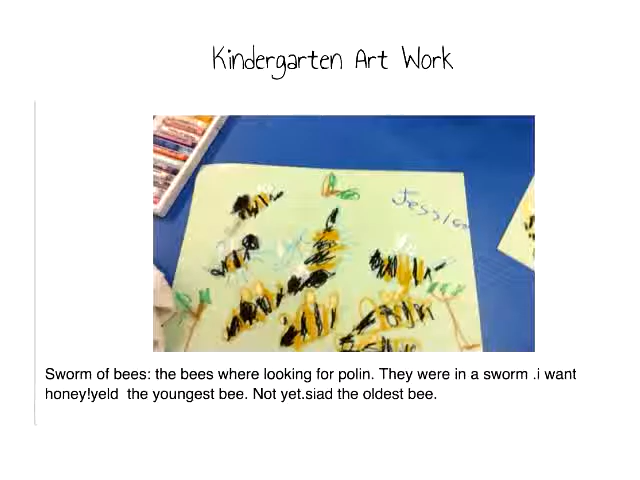 Kindergarten Art Work
Jession
Sworm of bees: the bees where looking for polin. They were in a sworm .i want
honey!yeld  the youngest bee. Not yet.siad the oldest bee.